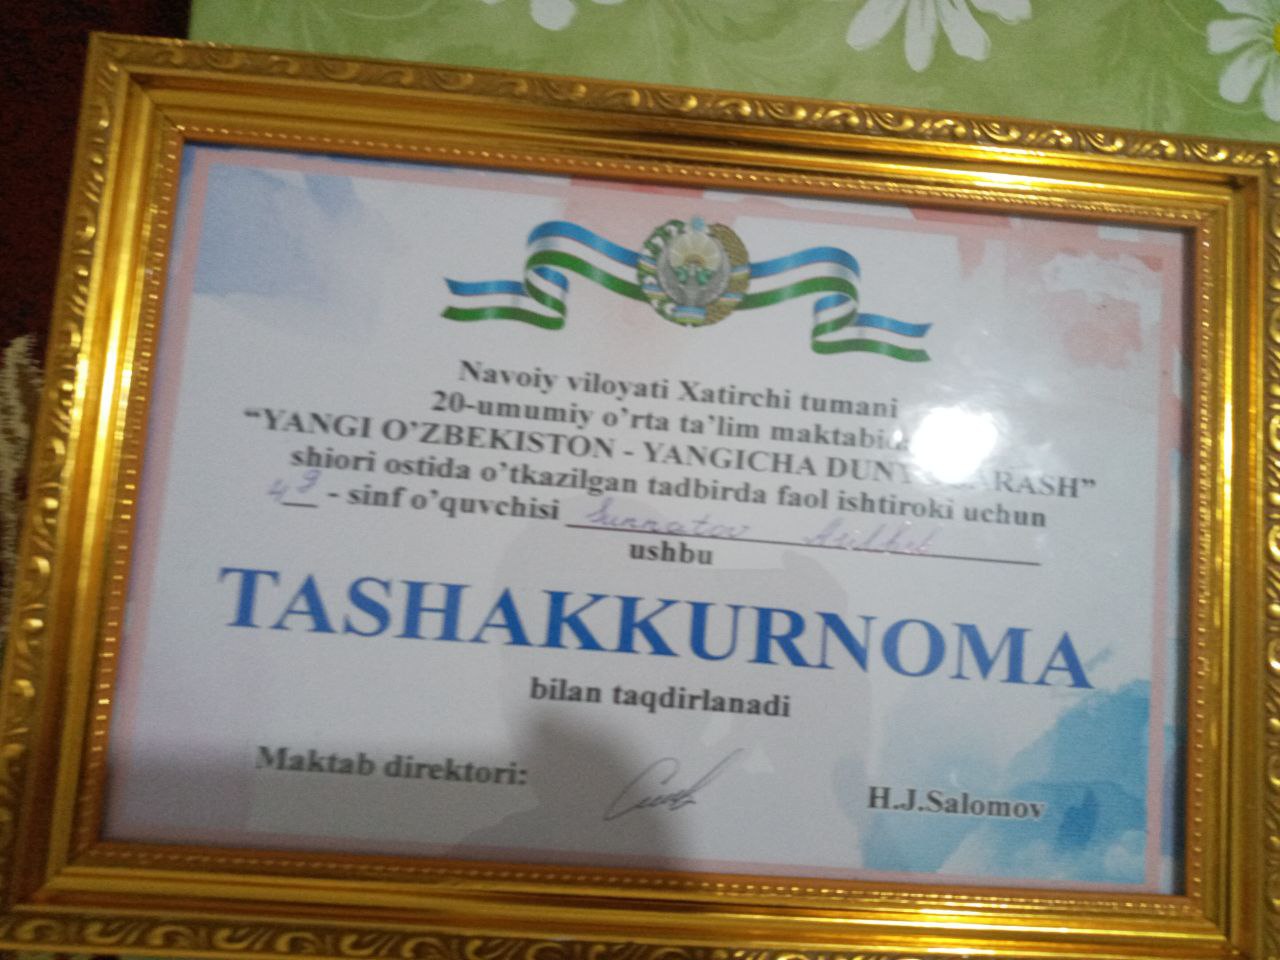 Navoiy viloyati Xatirchi tumani
20-umumiy o’rta ta’lim
“YANGI O’ZBEKISTON - YANGICHA
shiori ostida o’tkazilgan tadbirda faol ishtiroki uchun
- sinf o’quvchisi Sunnatov
ushbu
TASHAKKURNOMA
bilan taqdirlanadi
Maktab direktori: H.J.Salomov